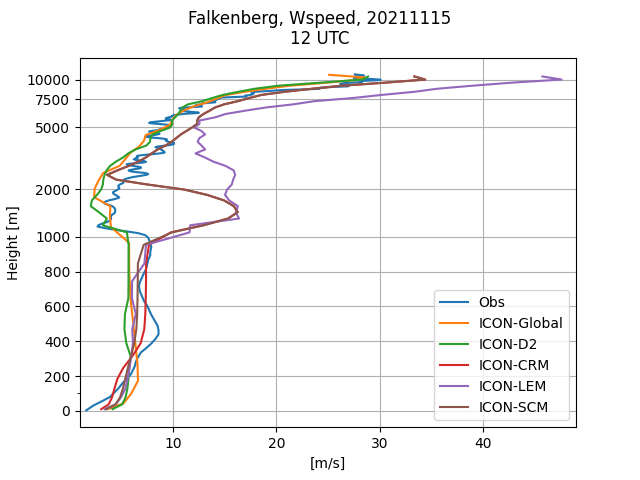 Falkenberg, Wspeed, 20211115
12 UTC
10000
7500
5000
2000
1000
800
600
400
200
0
Height [m]
10
20
30
40
[m/s]
Obs
ICON-Global
ICON-D2
ICON-CRM
ICON-LEM
ICON-SCM